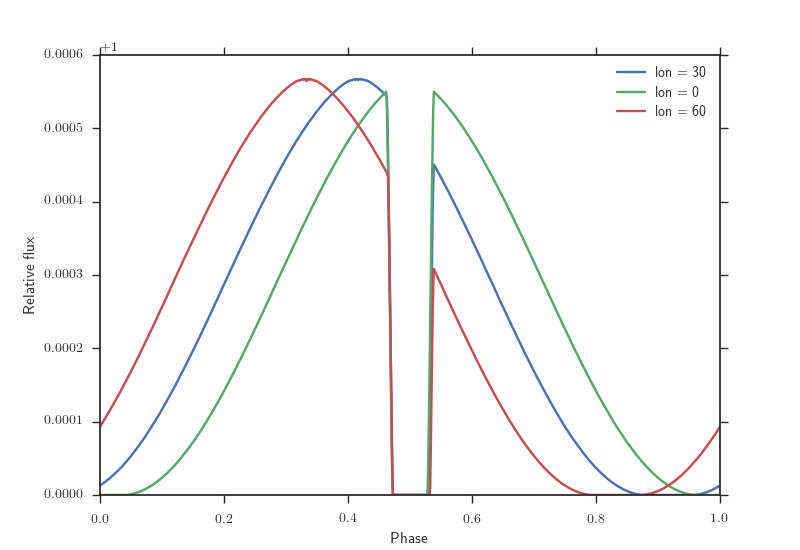 +1
0.0006
0.0005
0.0004
0.0003
0.0002
0.0001
0.0000
Relative flux
lon = 30
lon = 0
lon = 60
0.0 0.2 0.4 0.6 0.8 1.0
Phase